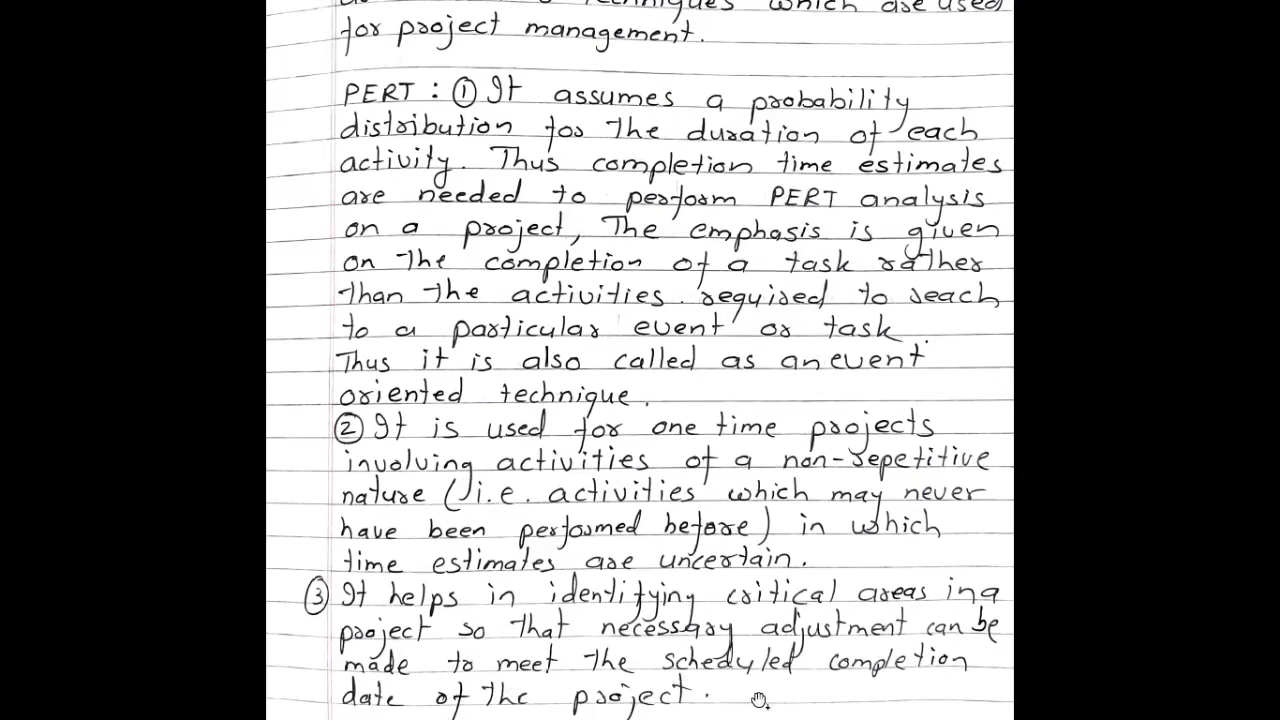 techniques which are used
for project management.
PERT : ① It assumes a probability
distribution for the duration of each
activity. Thus completion time estimates
are needed to perform PERT analysis
on a project, The emphasis is given
on the completion of a task rather
than the activities required to reach
to a particular event or task.
Thus it is also called as an event
oriented technique.
② It is used for one time projects
involving activities of a non-repetitive
nature (i.e. activities which may never
have been performed before) in which
time estimates are uncertain.
③ It helps in identifying critical areas in a
project so that necessary adjustment can be
made to meet the scheduled completion
date of the project.